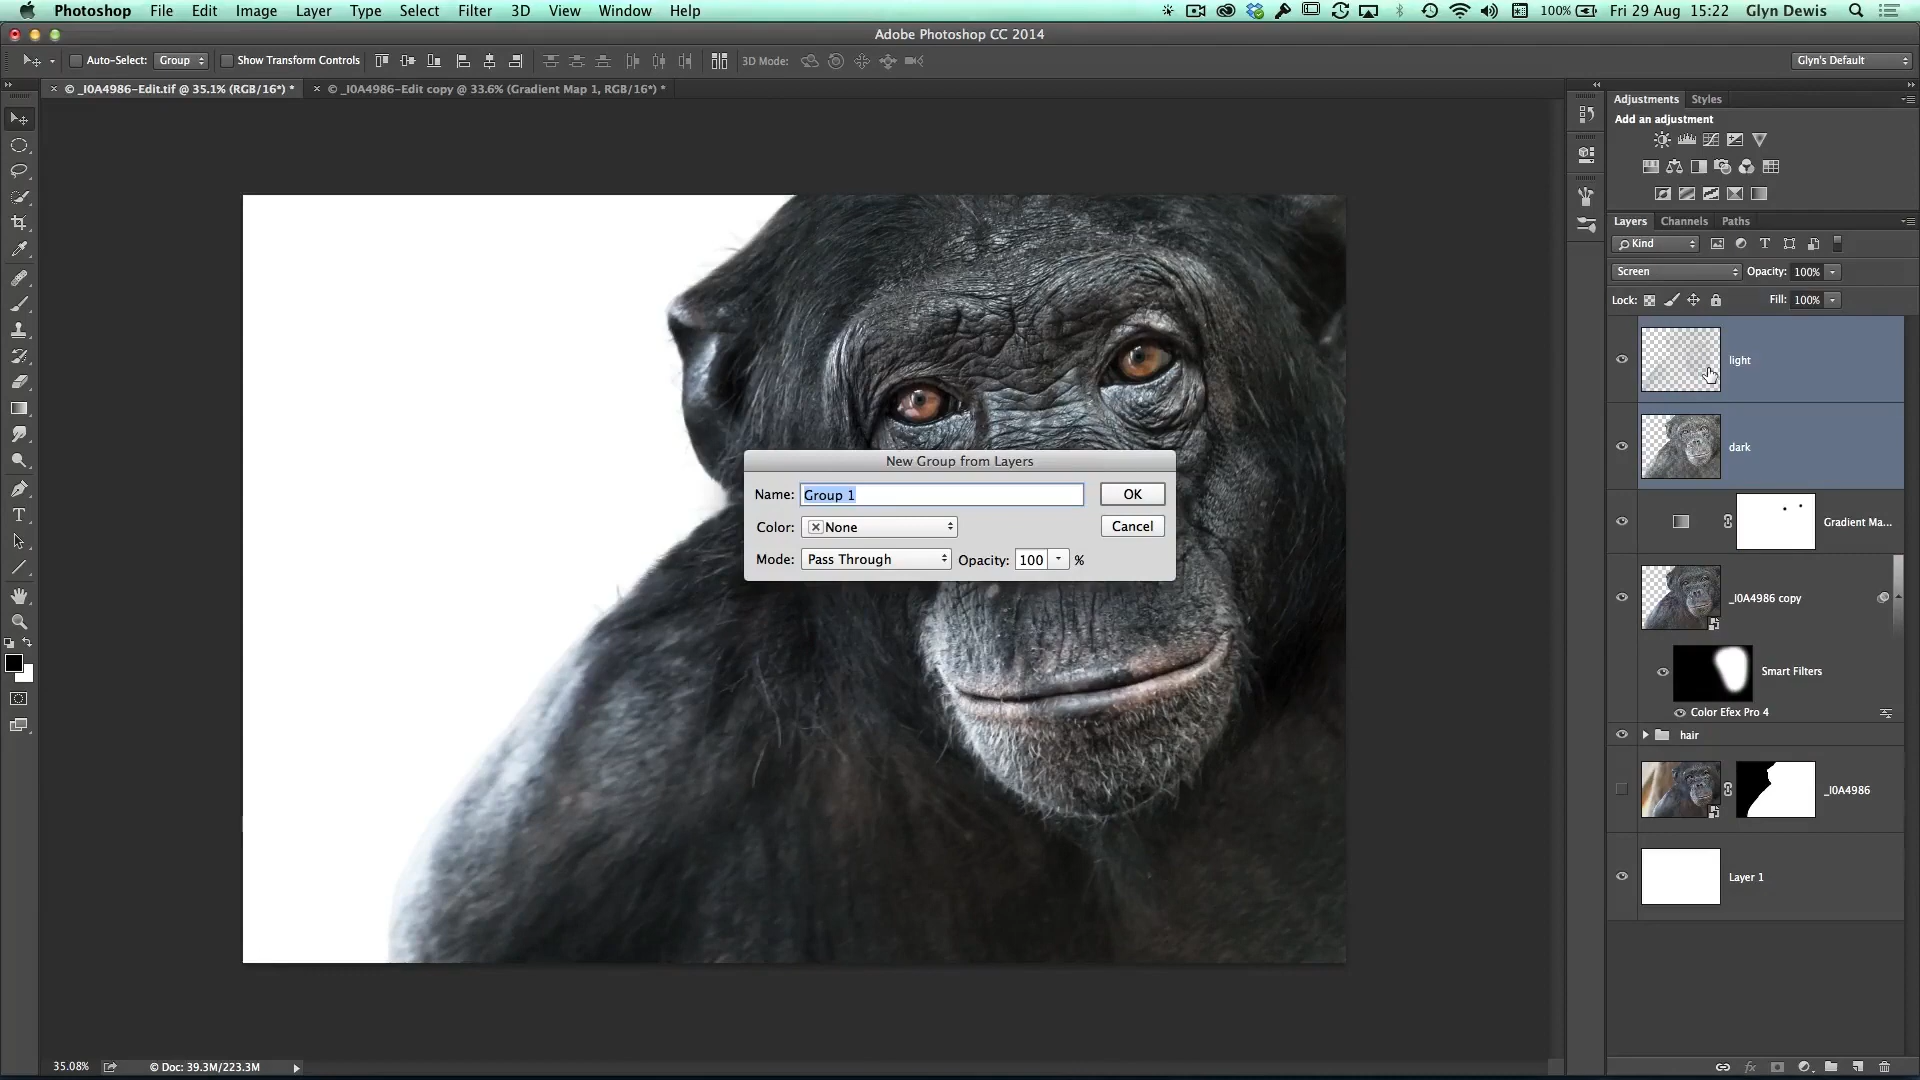 Photoshop File Edit Image Layer Type Select Filter 3D View Window Help 100% Fri 29 Aug 15:22 Glyn Dewis
Adobe Photoshop CC 2014
Auto-Select: Group Show Transform Controls 3D Mode: Glyn's Default
× © _I0A4986-Edit.tif @ 35.1% (RGB/16*) * × © _I0A4986-Edit copy @ 33.6% (Gradient Map 1, RGB/16*) *
Adjustments Styles
Add an adjustment
Layers Channels Paths
Kind
Screen Opacity: 100%
Lock: Fill: 100%
light
dark
Gradient Ma...
_I0A4986 copy
Smart Filters
Color Efex Pro 4
hair
_I0A4986
Layer 1
New Group from Layers
Name: Group 1 OK
Color: None Cancel
Mode: Pass Through Opacity: 100 %
35.08% © Doc: 39.3M/223.3M